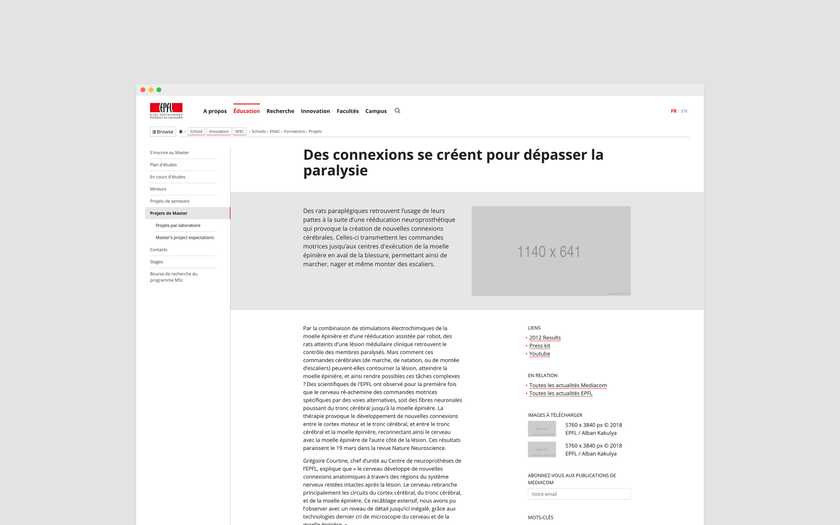 EPFL
A propos Éducation Recherche Innovation Facultés Campus
FR EN
Browse School Innovation MSC Schools ENAC Formations Projets
S'inscrire au Master
Plan d'études
En cours d'études
Mineurs
Projets de semestre
Projets de Master
Projets par laboratoire
Master's project expectations
Contacts
Stages
Bourse de recherche du
programme MSc
Des connexions se créent pour dépasser la
paralysie
Des rats paraplégiques retrouvent l'usage de leurs
pattes à la suite d'une rééducation neuroprosthétique
qui provoque la création de nouvelles connexions
cérébrales. Celles-ci transmettent les commandes
motrices jusqu'aux centres d'exécution de la moelle
épinière en aval de la blessure, permettant ainsi de
marcher, nager et même monter des escaliers.
1140 x 641
Par la combinaison de stimulations électrochimiques de la
moelle épinière et d'une rééducation assistée par robot, des
rats atteints d'une lésion médullaire clinique retrouvent le
contrôle des membres paralysés. Mais comment ces
commandes cérébrales (de marche, de natation, ou de montée
d'escaliers) peuvent-elles contourner la lésion, atteindre la
moelle épinière, et ainsi rendre possibles ces tâches complexes
? Des scientifiques de l'EPFL ont observé pour la première fois
que le cerveau ré-achemine des commandes motrices
spécifiques par des voies alternatives, soit des fibres neuronales
poussant du tronc cérébral jusqu'à la moelle épinière. La
thérapie provoque le développement de nouvelles connexions
entre le cortex moteur et le tronc cérébral, et entre le tronc
cérébral et la moelle épinière, reconnectant ainsi le cerveau
avec la moelle épinière de l'autre côté de la lésion. Ces résultats
paraissent le 19 mars dans la revue Nature Neuroscience.
Grégoire Courtine, chef d'unité au Centre de neuroprothèses de
l'EPFL, explique que « le cerveau développe de nouvelles
connexions anatomiques à travers des régions du système
nerveux restées intactes après la lésion. Le cerveau rebranche
principalement les circuits du cortex cérébral, du tronc cérébral,
et de la moelle épinière. Ce recâblage extensif, nous avons pu
l'observer avec un niveau de détail jusqu'ici inégalé, grâce aux
technologies dernier cri de microscopie du cerveau et de la
moelle épinière. »
LIENS
2012 Results
Press kit
Youtube
EN RELATION
Toutes les actualités Mediacom
Toutes les actualités EPFL
IMAGES À TÉLÉCHARGER
5760 x 3840 px © 2018
EPFL / Alban Kakulya
5760 x 3840 px © 2018
EPFL / Alban Kakulya
ABONNEZ-VOUS AUX PUBLICATIONS DE
MEDIACOM
Votre email
MOTS-CLÉS